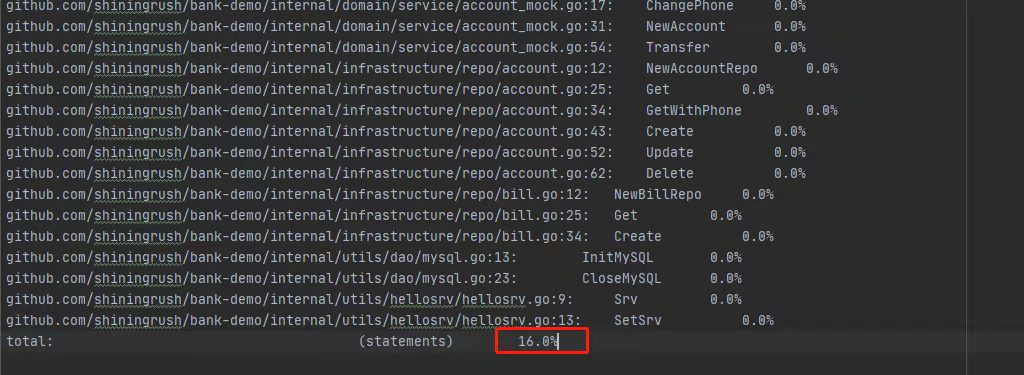 github.com/shiningrush/bank-demo/internal/domain/service/account_mock.go:17: ChangePhone 0.0%
github.com/shiningrush/bank-demo/internal/domain/service/account_mock.go:31: NewAccount 0.0%
github.com/shiningrush/bank-demo/internal/domain/service/account_mock.go:54: Transfer 0.0%
github.com/shiningrush/bank-demo/internal/infrastructure/repo/account.go:12: NewAccountRepo 0.0%
github.com/shiningrush/bank-demo/internal/infrastructure/repo/account.go:25: Get 0.0%
github.com/shiningrush/bank-demo/internal/infrastructure/repo/account.go:34: GetWithPhone 0.0%
github.com/shiningrush/bank-demo/internal/infrastructure/repo/account.go:43: Create 0.0%
github.com/shiningrush/bank-demo/internal/infrastructure/repo/account.go:52: Update 0.0%
github.com/shiningrush/bank-demo/internal/infrastructure/repo/account.go:62: Delete 0.0%
github.com/shiningrush/bank-demo/internal/infrastructure/repo/bill.go:12: NewBillRepo 0.0%
github.com/shiningrush/bank-demo/internal/infrastructure/repo/bill.go:25: Get 0.0%
github.com/shiningrush/bank-demo/internal/infrastructure/repo/bill.go:34: Create 0.0%
github.com/shiningrush/bank-demo/internal/utils/dao/mysql.go:13: InitMySQL 0.0%
github.com/shiningrush/bank-demo/internal/utils/dao/mysql.go:23: CloseMySQL 0.0%
github.com/shiningrush/bank-demo/internal/utils/hellosrv/hellosrv.go:9: Srv 0.0%
github.com/shiningrush/bank-demo/internal/utils/hellosrv/hellosrv.go:13: SetSrv 0.0%
total: (statements) 16.0%